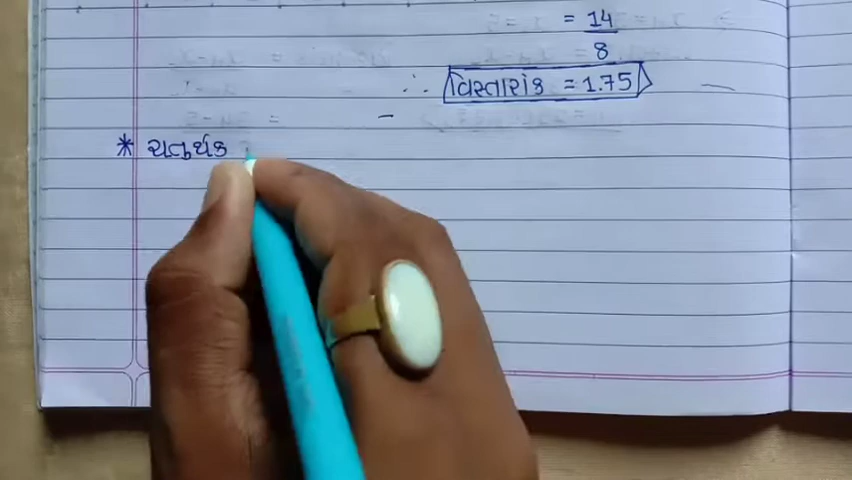 = 14
8
∴ વિસ્તારાંક = 1.75
* ચતુર્થક